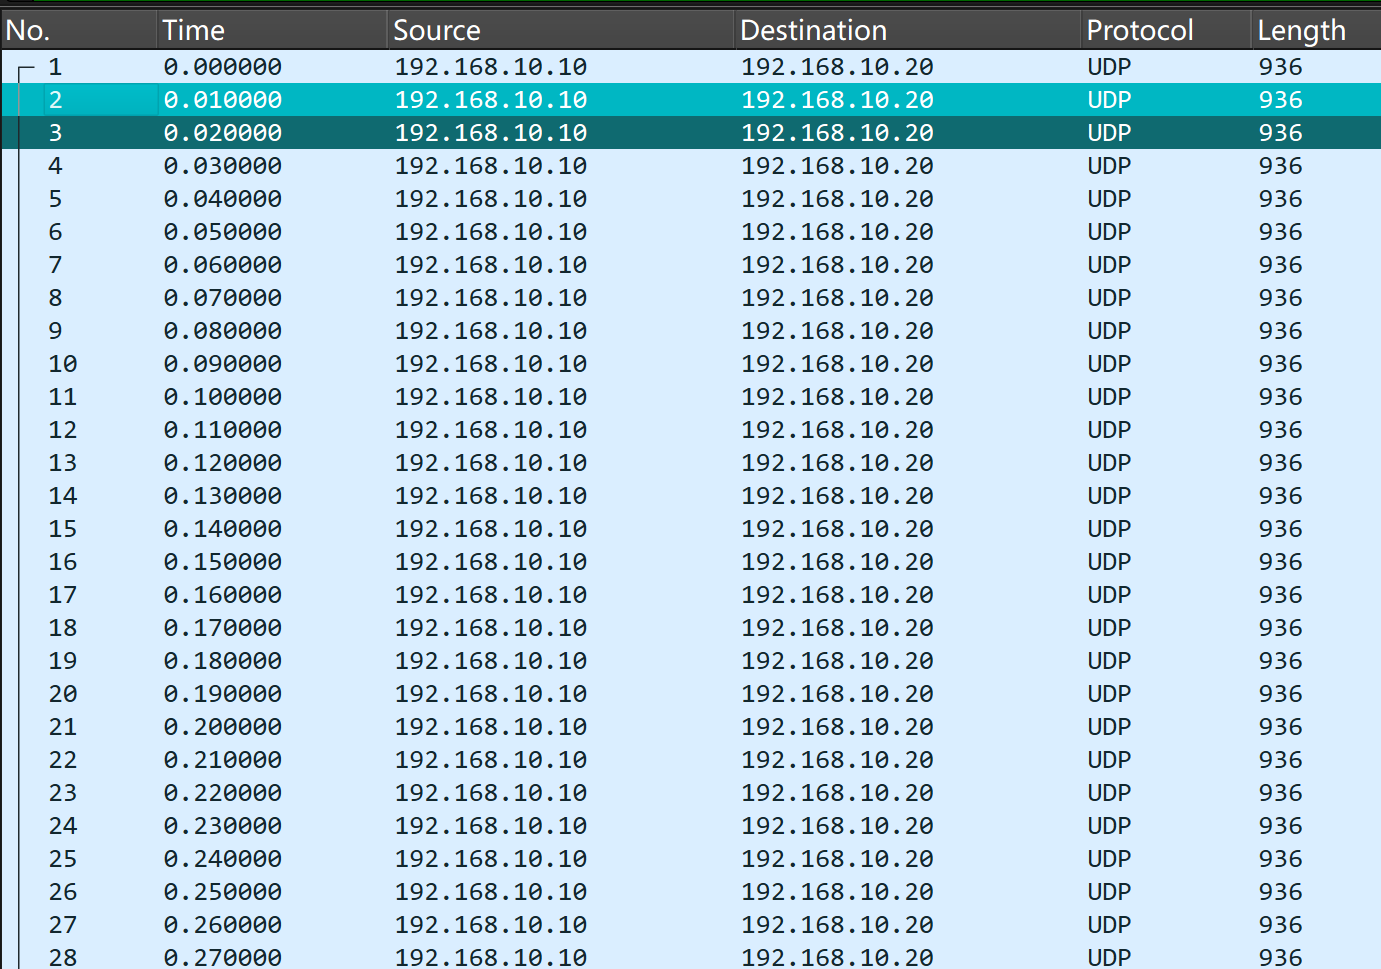 No. Time Source Destination Protocol Length
1 0.000000 192.168.10.10 192.168.10.20 UDP 936
2 0.010000 192.168.10.10 192.168.10.20 UDP 936
3 0.020000 192.168.10.10 192.168.10.20 UDP 936
4 0.030000 192.168.10.10 192.168.10.20 UDP 936
5 0.040000 192.168.10.10 192.168.10.20 UDP 936
6 0.050000 192.168.10.10 192.168.10.20 UDP 936
7 0.060000 192.168.10.10 192.168.10.20 UDP 936
8 0.070000 192.168.10.10 192.168.10.20 UDP 936
9 0.080000 192.168.10.10 192.168.10.20 UDP 936
10 0.090000 192.168.10.10 192.168.10.20 UDP 936
11 0.100000 192.168.10.10 192.168.10.20 UDP 936
12 0.110000 192.168.10.10 192.168.10.20 UDP 936
13 0.120000 192.168.10.10 192.168.10.20 UDP 936
14 0.130000 192.168.10.10 192.168.10.20 UDP 936
15 0.140000 192.168.10.10 192.168.10.20 UDP 936
16 0.150000 192.168.10.10 192.168.10.20 UDP 936
17 0.160000 192.168.10.10 192.168.10.20 UDP 936
18 0.170000 192.168.10.10 192.168.10.20 UDP 936
19 0.180000 192.168.10.10 192.168.10.20 UDP 936
20 0.190000 192.168.10.10 192.168.10.20 UDP 936
21 0.200000 192.168.10.10 192.168.10.20 UDP 936
22 0.210000 192.168.10.10 192.168.10.20 UDP 936
23 0.220000 192.168.10.10 192.168.10.20 UDP 936
24 0.230000 192.168.10.10 192.168.10.20 UDP 936
25 0.240000 192.168.10.10 192.168.10.20 UDP 936
26 0.250000 192.168.10.10 192.168.10.20 UDP 936
27 0.260000 192.168.10.10 192.168.10.20 UDP 936
28 0.270000 192.168.10.10 192.168.10.20 UDP 936